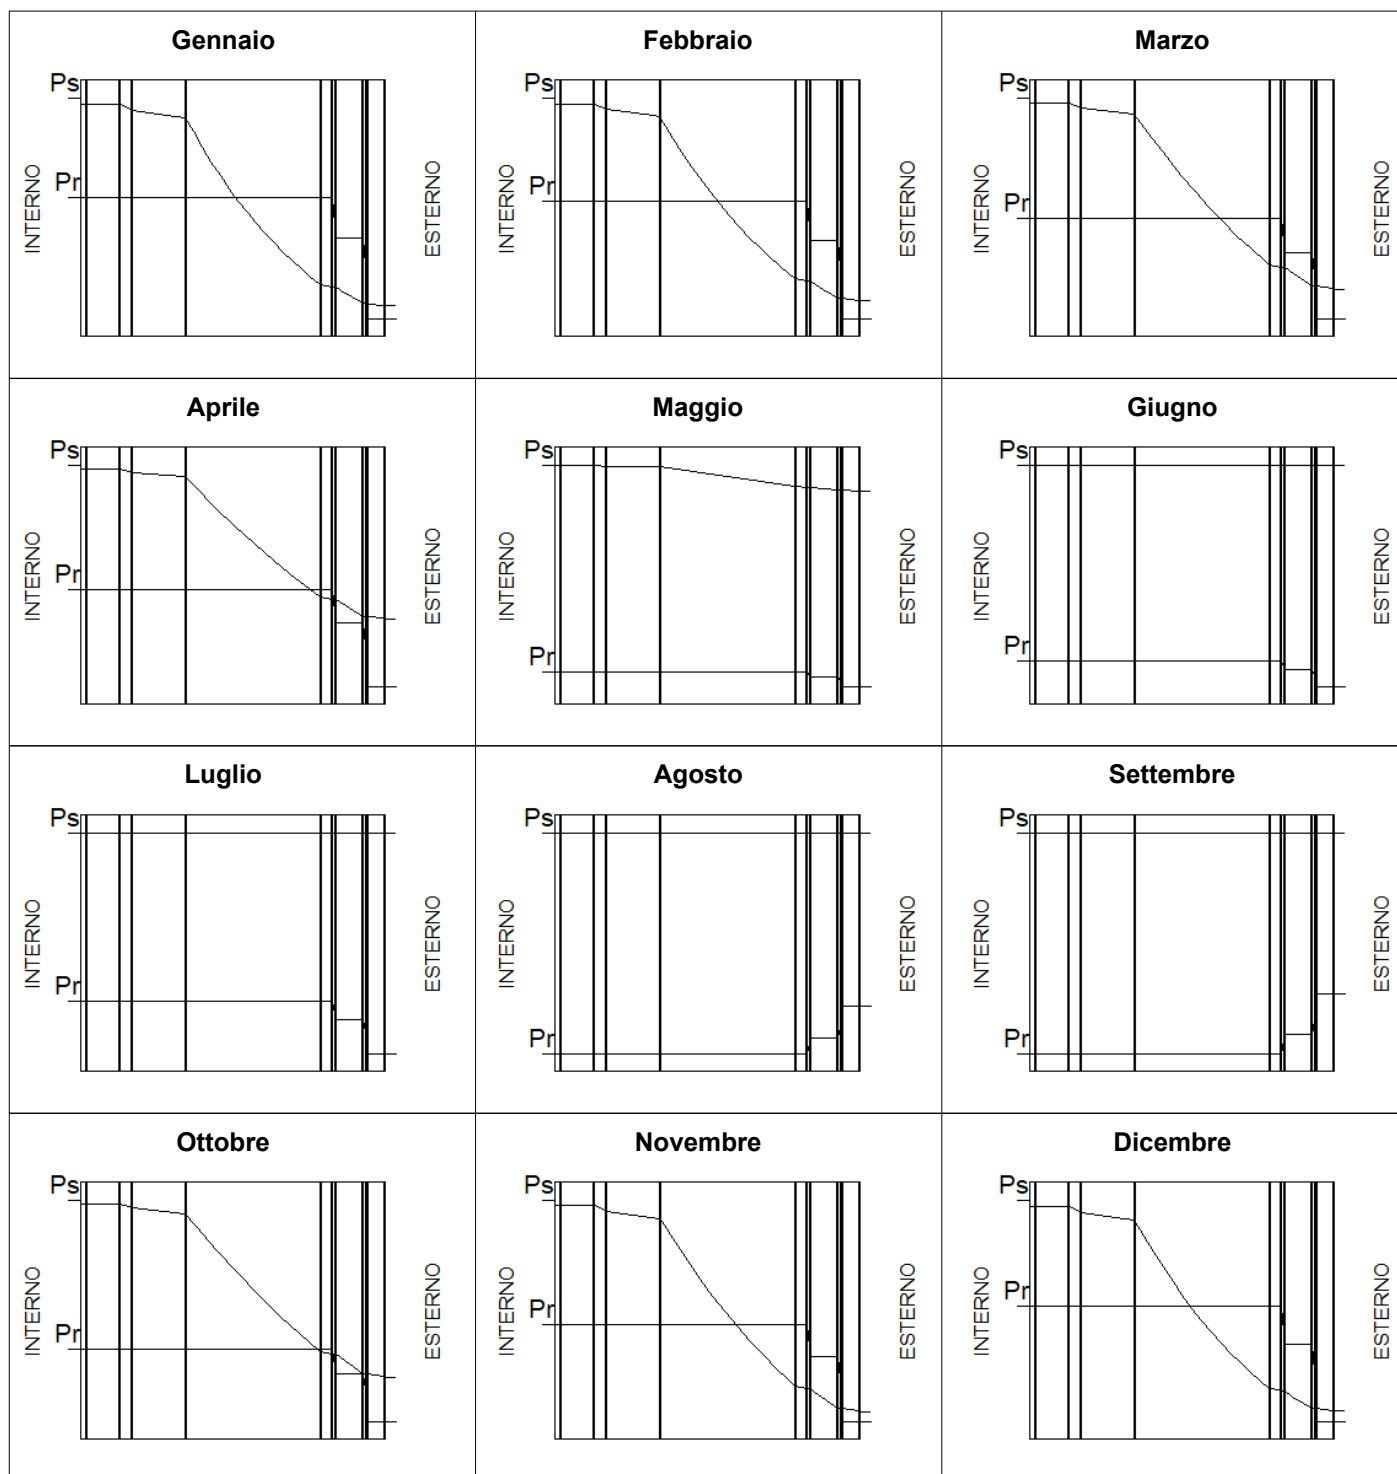 Gennaio
Ps
Pr
INTERNO
ESTERNO
Febbraio
Ps
Pr
INTERNO
ESTERNO
Marzo
Ps
Pr
INTERNO
ESTERNO
Aprile
Ps
Pr
INTERNO
ESTERNO
Maggio
Ps
Pr
INTERNO
ESTERNO
Giugno
Ps
Pr
INTERNO
ESTERNO
Luglio
Ps
Pr
INTERNO
ESTERNO
Agosto
Ps
Pr
INTERNO
ESTERNO
Settembre
Ps
Pr
INTERNO
ESTERNO
Ottobre
Ps
Pr
INTERNO
ESTERNO
Novembre
Ps
Pr
INTERNO
ESTERNO
Dicembre
Ps
Pr
INTERNO
ESTERNO